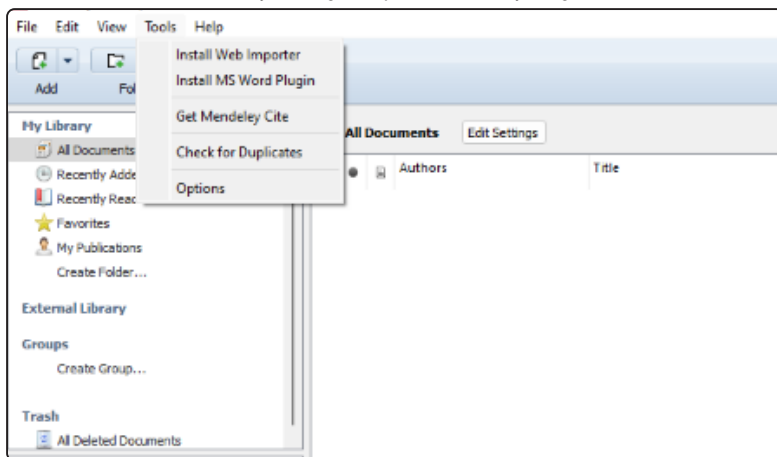 File Edit View Tools Help
Install Web Importer
Install MS Word Plugin
Get Mendeley Cite
Check for Duplicates
Options
Add Fol
My Library
All Documents
Recently Adde
Recently Reac
Favorites
My Publications
Create Folder...
External Library
Groups
Create Group...
Trash
All Deleted Documents
All Documents Edit Settings
Authors Title